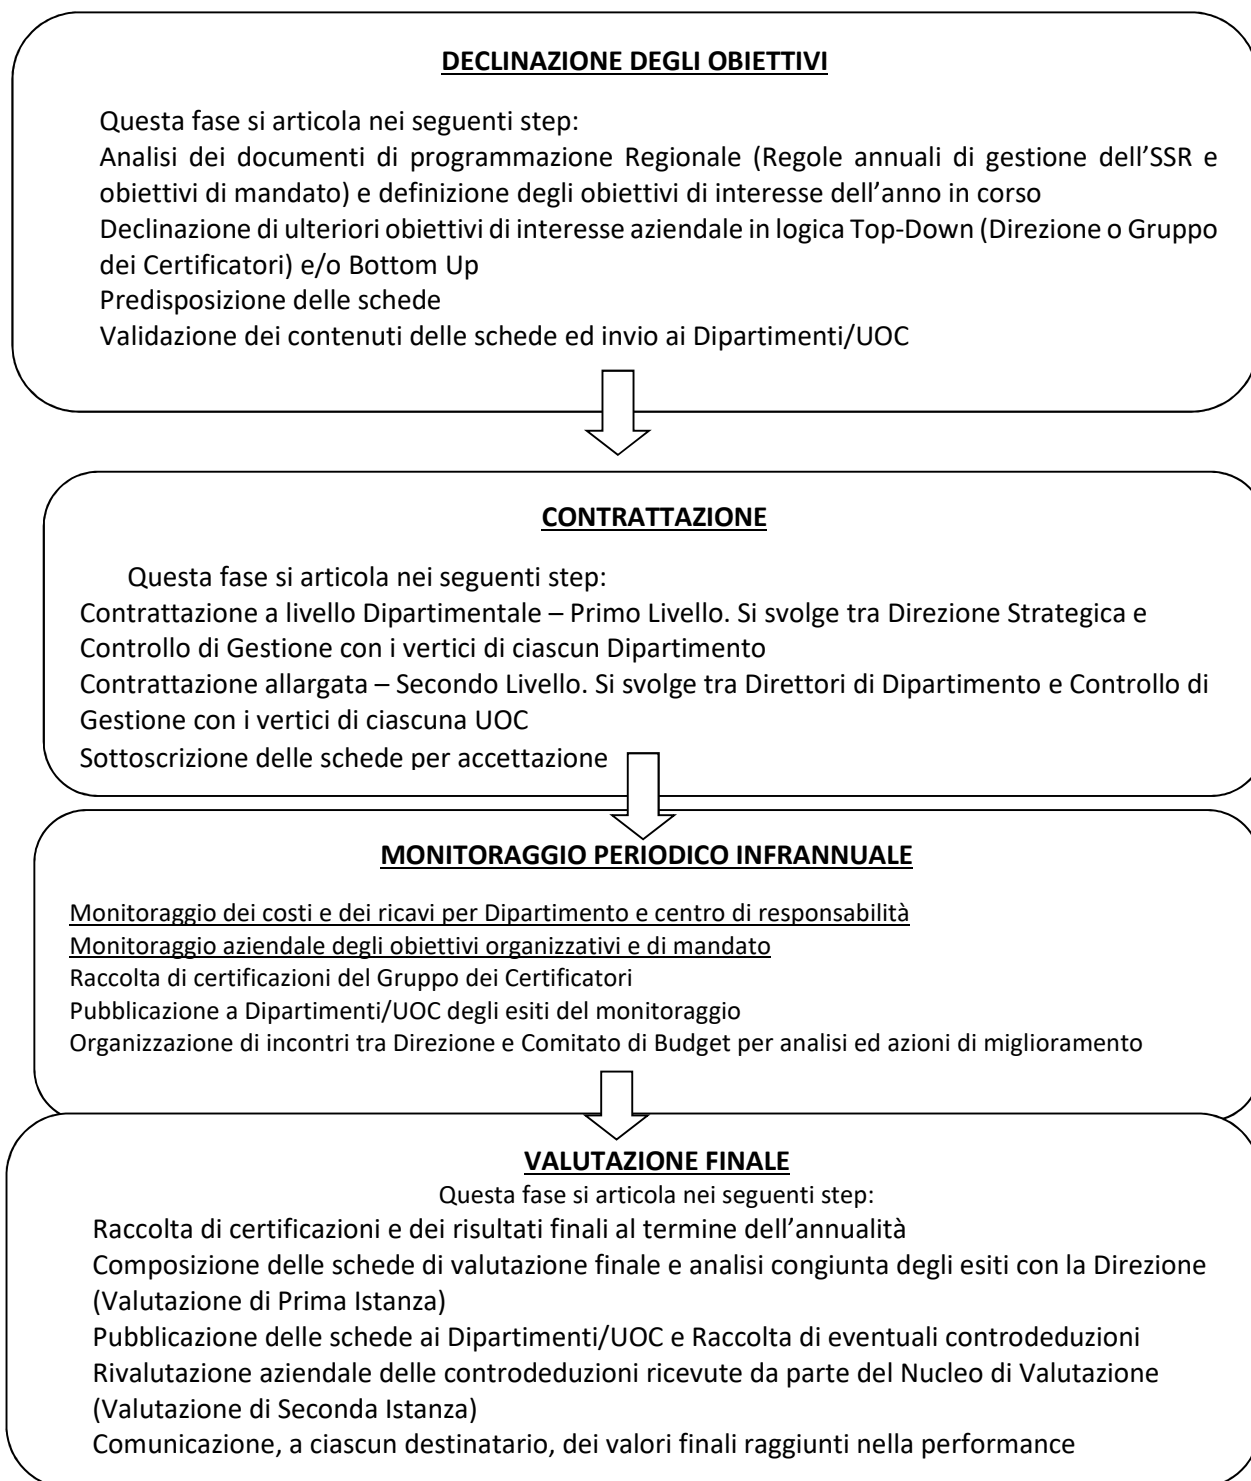 DECLINAZIONE DEGLI OBIETTIVI
Questa fase si articola nei seguenti step:
Analisi dei documenti di programmazione Regionale (Regole annuali di gestione dell’SSR e
obiettivi di mandato) e definizione degli obiettivi di interesse dell’anno in corso
Declinazione di ulteriori obiettivi di interesse aziendale in logica Top-Down (Direzione o Gruppo
dei Certificatori) e/o Bottom Up
Predisposizione delle schede
Validazione dei contenuti delle schede ed invio ai Dipartimenti/UOC
CONTRATTAZIONE
Questa fase si articola nei seguenti step:
Contrattazione a livello Dipartimentale – Primo Livello. Si svolge tra Direzione Strategica e
Controllo di Gestione con i vertici di ciascun Dipartimento
Contrattazione allargata – Secondo Livello. Si svolge tra Direttori di Dipartimento e Controllo di
Gestione con i vertici di ciascuna UOC
Sottoscrizione delle schede per accettazione
MONITORAGGIO PERIODICO INFRANNUALE
Monitoraggio dei costi e dei ricavi per Dipartimento e centro di responsabilità
Monitoraggio aziendale degli obiettivi organizzativi e di mandato
Raccolta di certificazioni del Gruppo dei Certificatori
Pubblicazione a Dipartimenti/UOC degli esiti del monitoraggio
Organizzazione di incontri tra Direzione e Comitato di Budget per analisi ed azioni di miglioramento
VALUTAZIONE FINALE
Questa fase si articola nei seguenti step:
Raccolta di certificazioni e dei risultati finali al termine dell’annualità
Composizione delle schede di valutazione finale e analisi congiunta degli esiti con la Direzione
(Valutazione di Prima Istanza)
Pubblicazione delle schede ai Dipartimenti/UOC e Raccolta di eventuali controdeduzioni
Rivalutazione aziendale delle controdeduzioni ricevute da parte del Nucleo di Valutazione
(Valutazione di Seconda Istanza)
Comunicazione, a ciascun destinatario, dei valori finali raggiunti nella performance